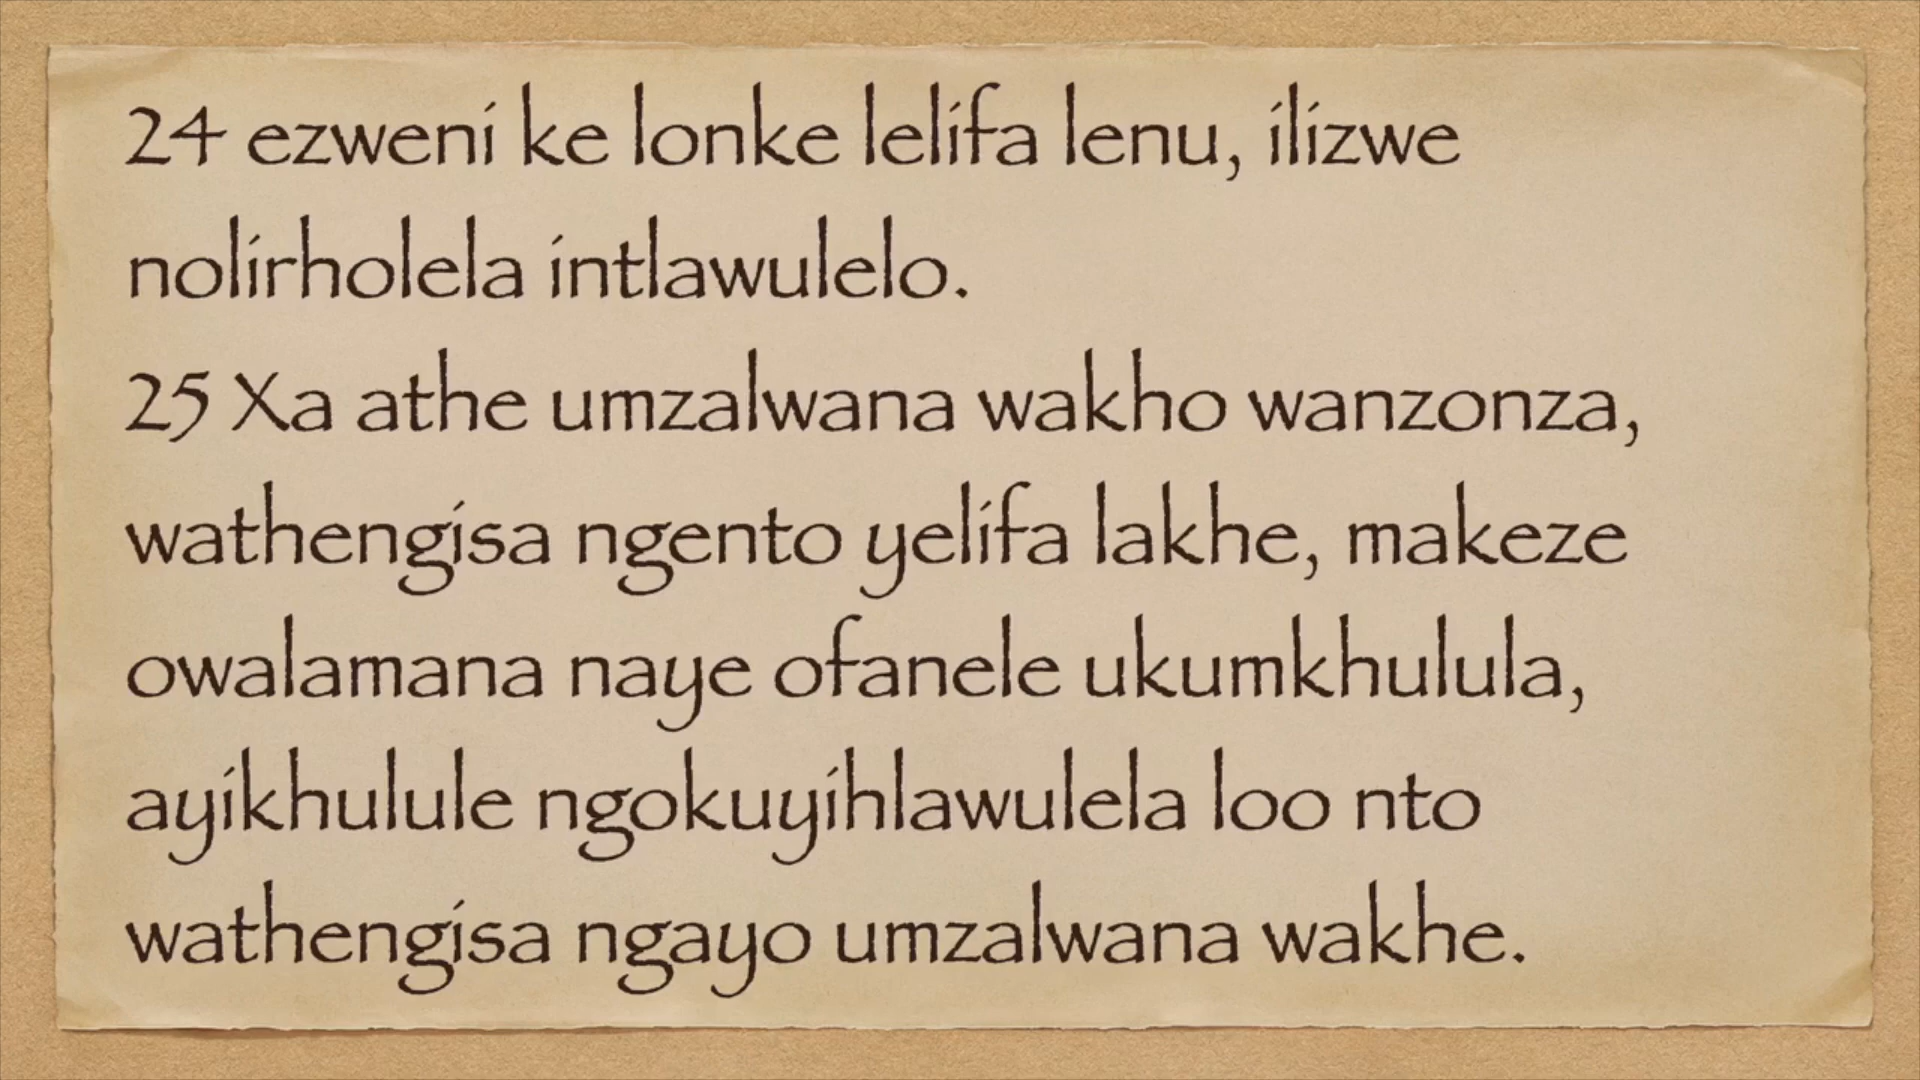 24 ezweni ke lonke lelifa lenu, ilizwe
nolirholela intlawulelo.
25 Xa athe umzalwana wakho wanzonza,
wathengisa ngento yelifa lakhe, makeze
owalamana naye ofanele ukumkhulula,
ayikhulule ngokuyihlawulela loo nto
wathengisa ngayo umzalwana wakhe.